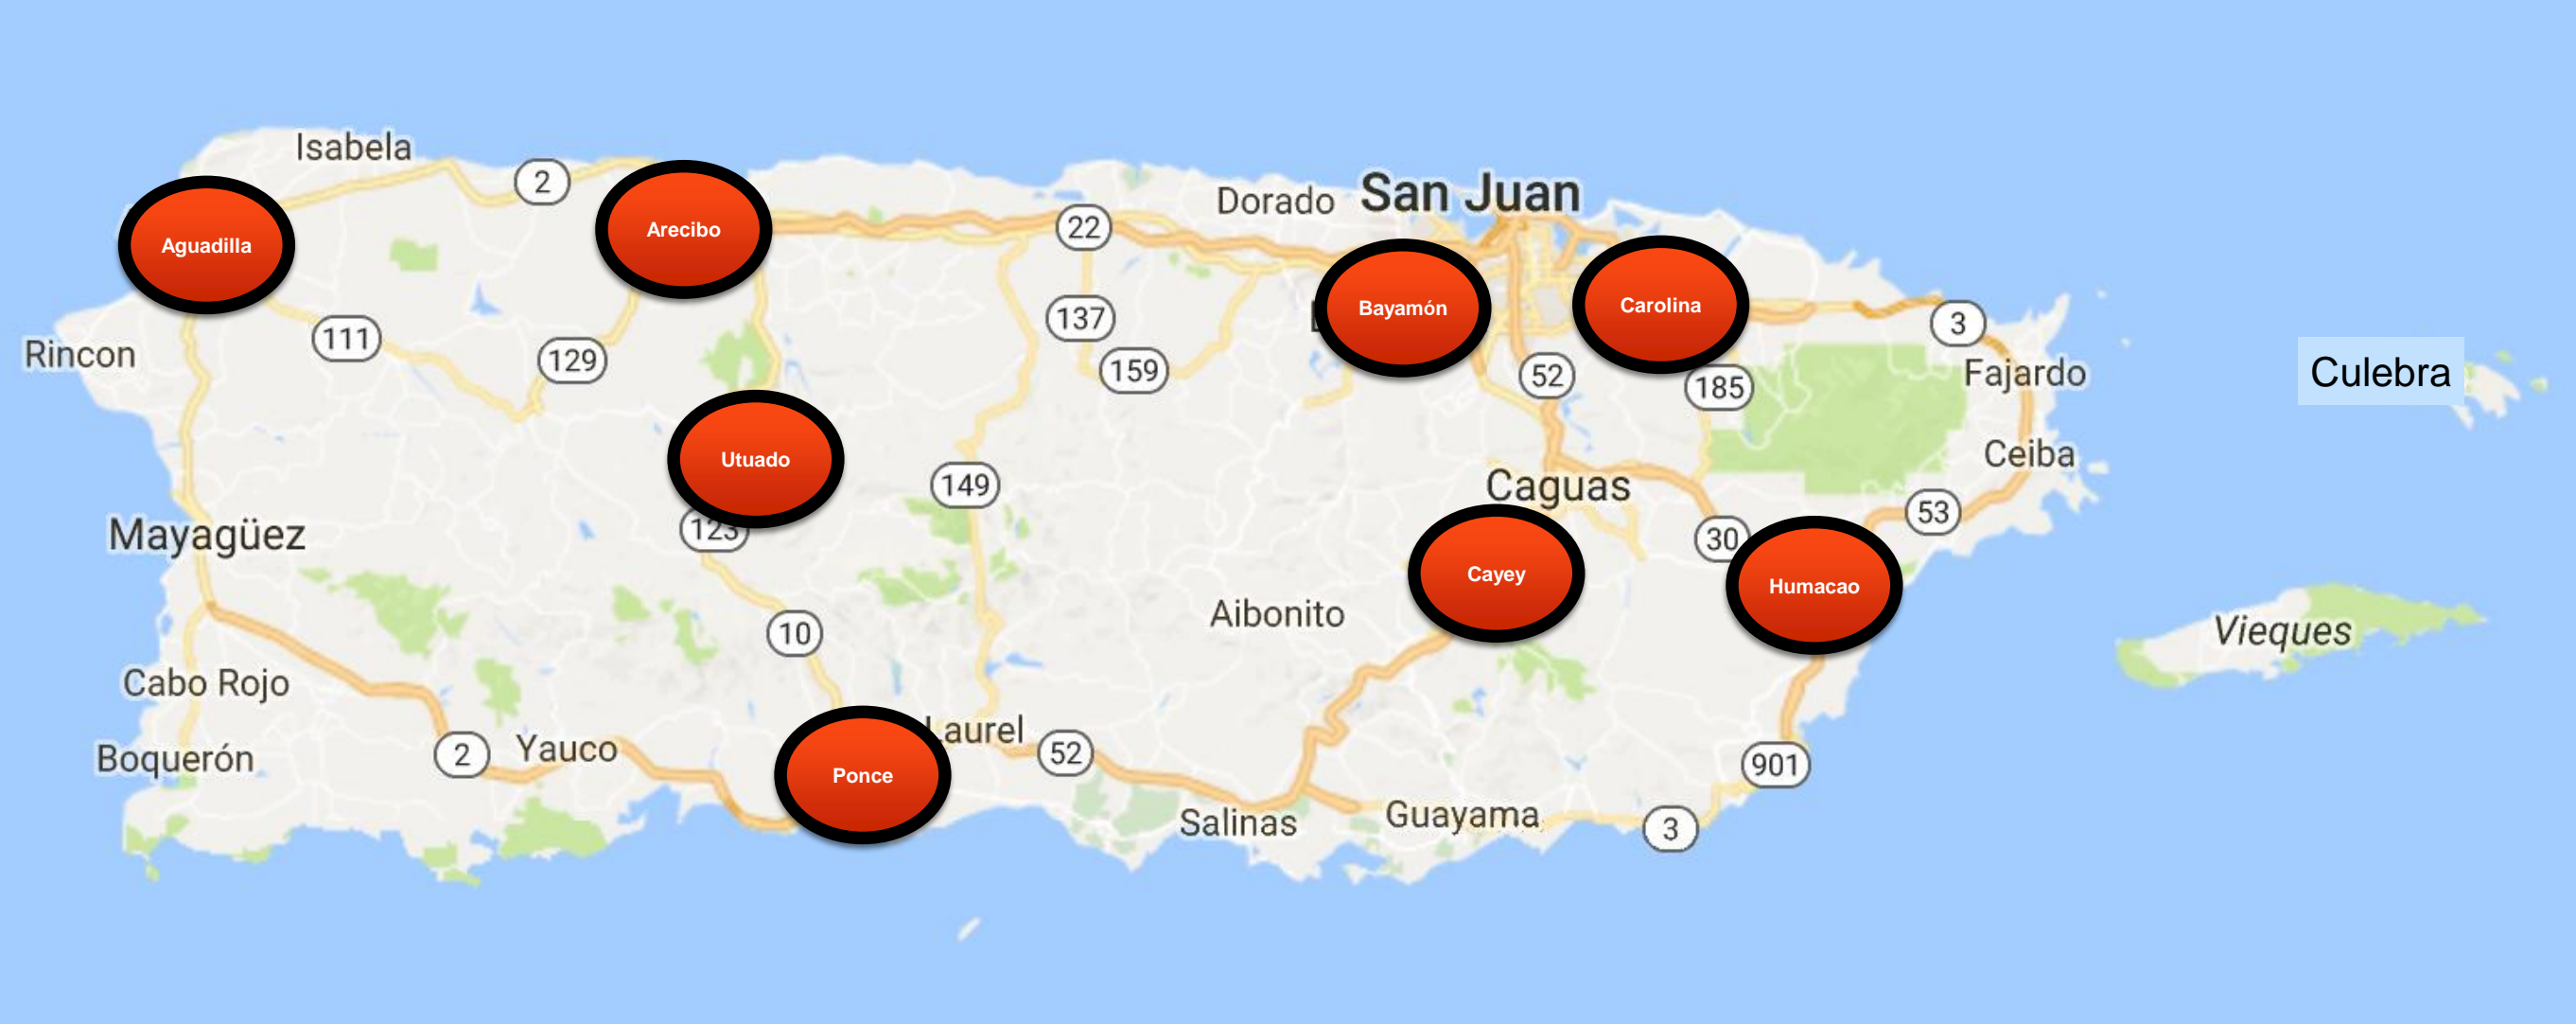 Isabela
2
Dorado
San Juan
Aguadilla
Arecibo
22
Bayamón
Carolina
3
111
129
137
159
52
185
Rincon
Fajardo
Culebra
Utuado
149
Ceiba
Caguas
123
53
30
Mayagüez
Cayey
Humacao
Aibonito
10
Vieques
Cabo Rojo
Boquerón
2
Yauco
Ponce
Laurel
52
901
Salinas
Guayama
3